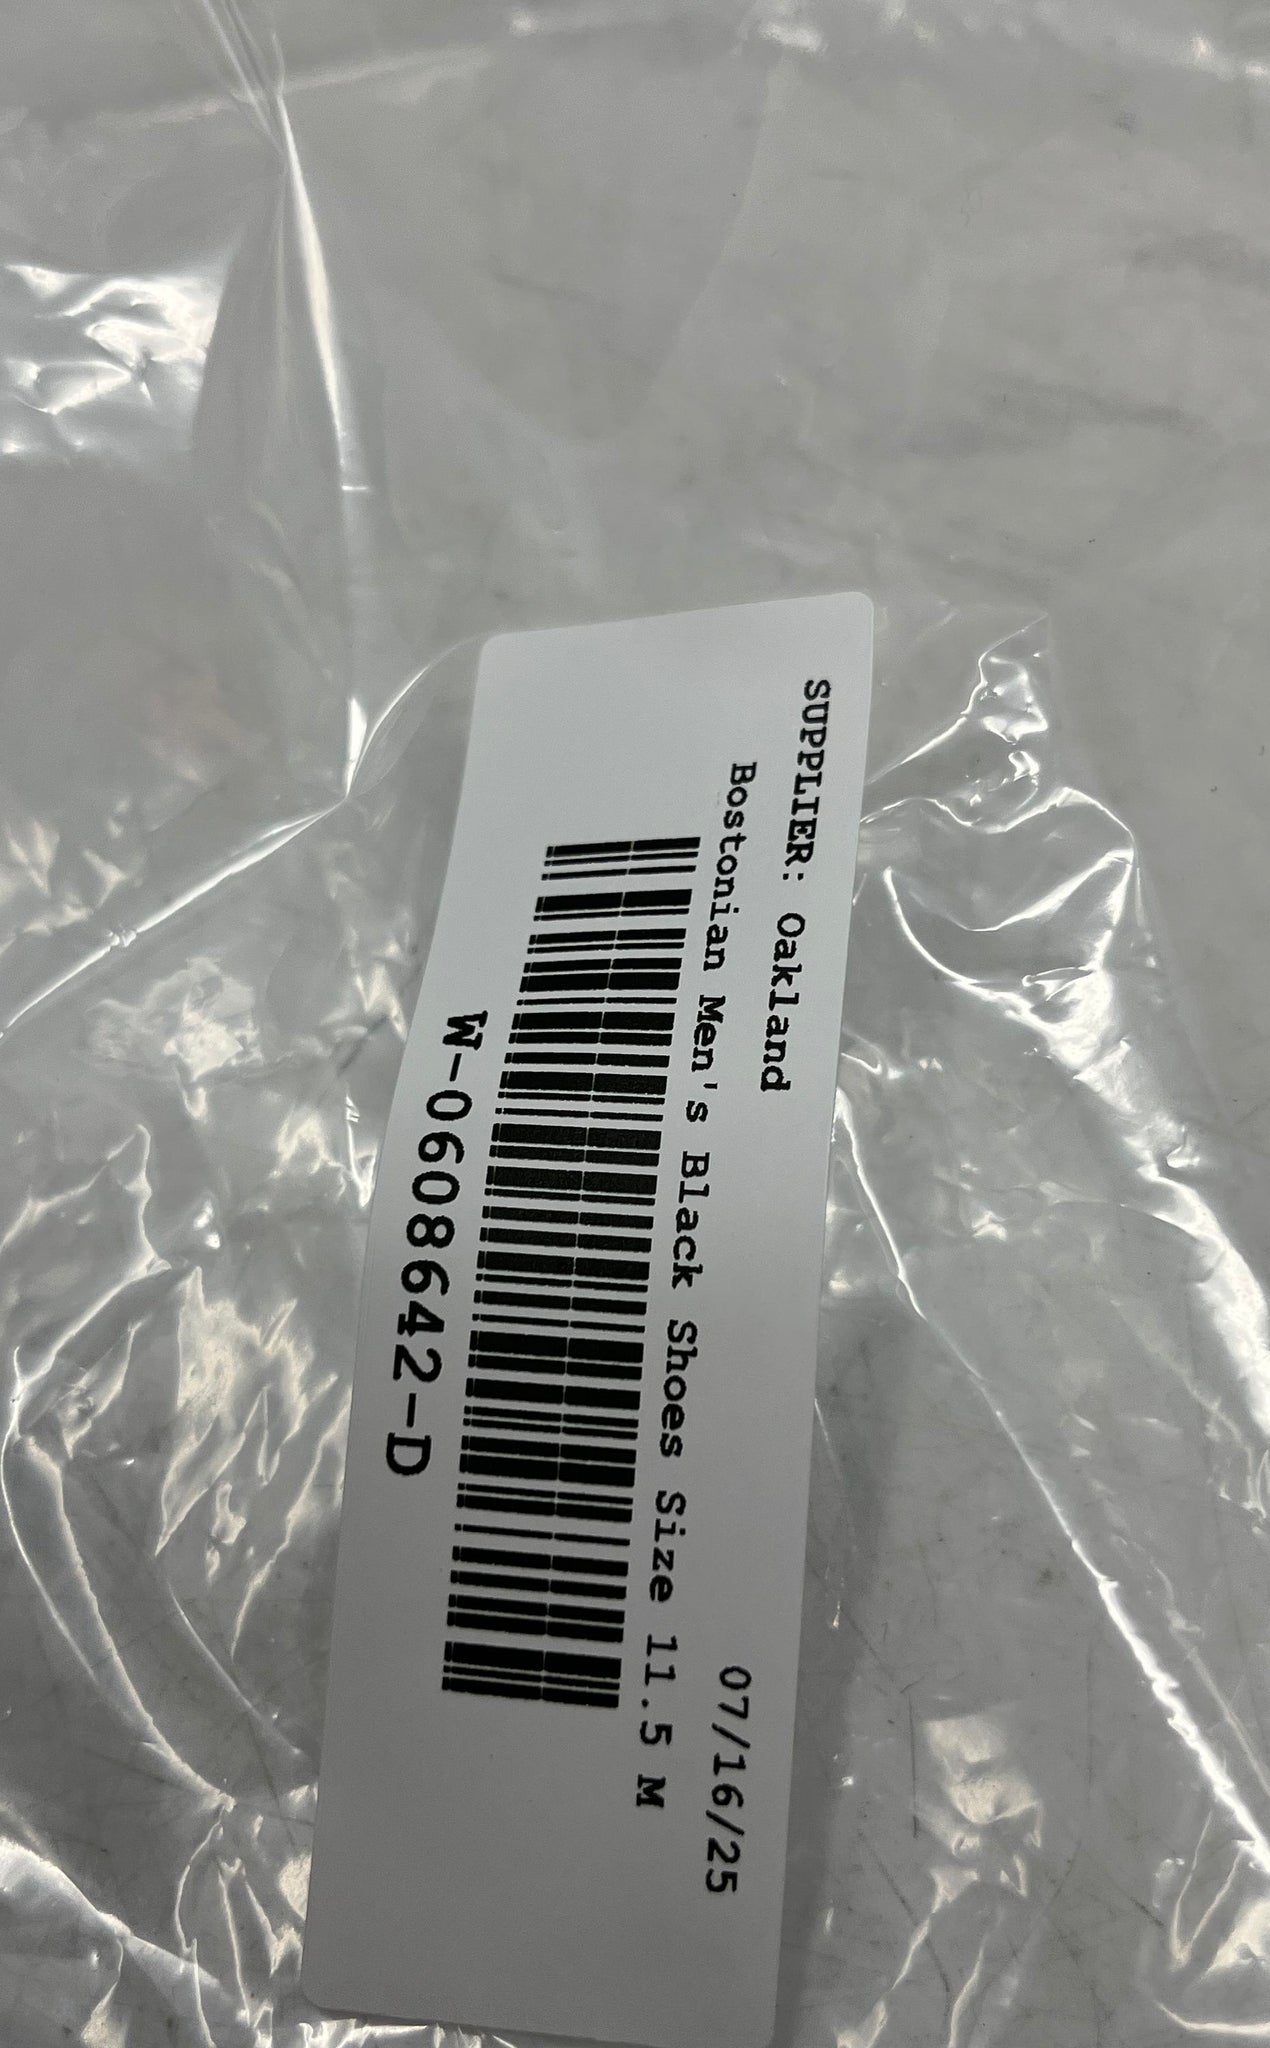 SUPPLIER: Oakland
07/16/25
Bostonian Men's Black Shoes Size 11.5 M
W-0608642-D